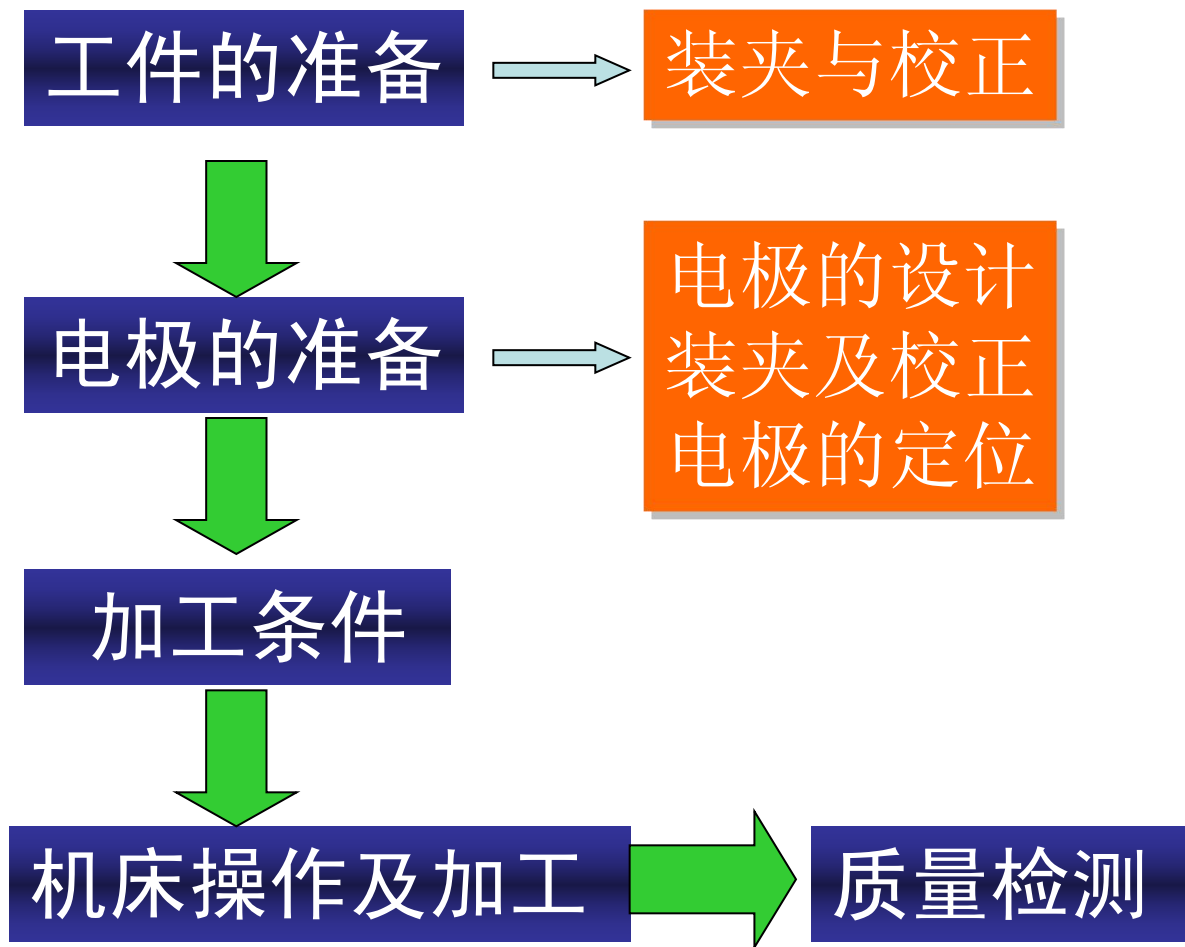 工件的准备
装夹与校正
电极的准备
电极的设计
装夹及校正
电极的定位
加工条件
机床操作及加工
质量检测